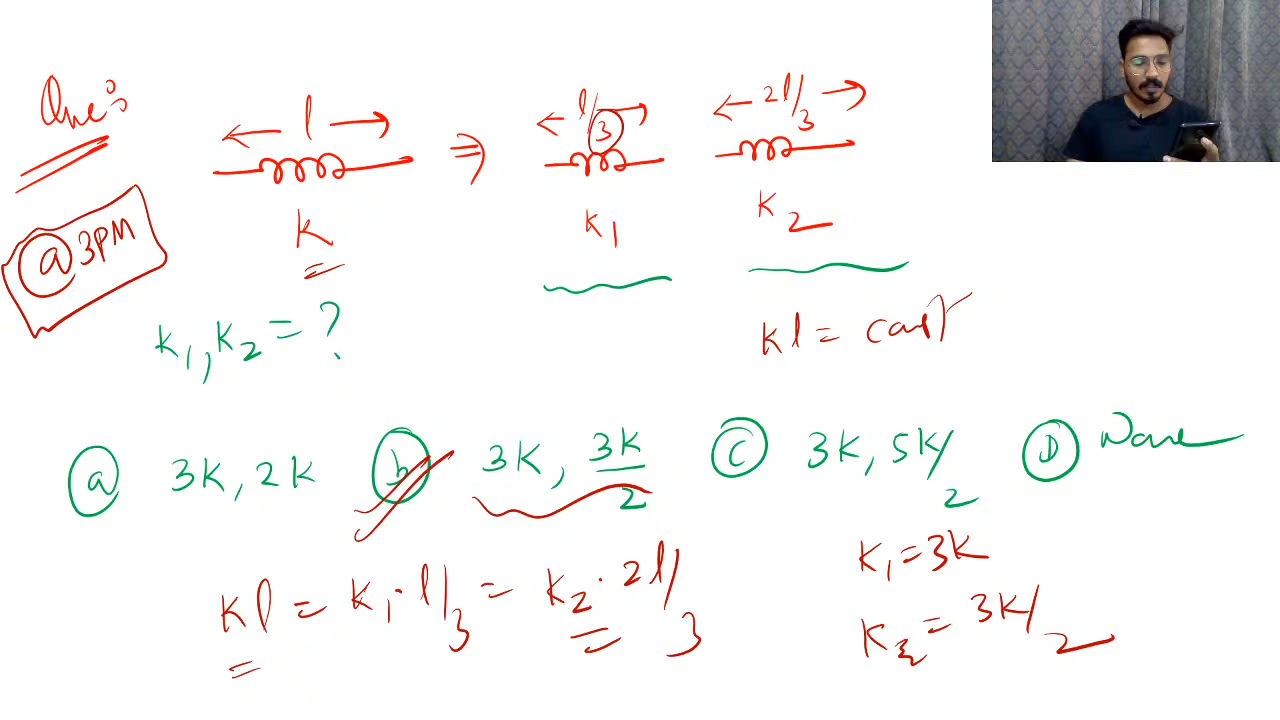 Que:
l l/3 2l/3
⇒
K K1 K2
@3PM
K1, K2 = ?
Kl = const
a 3K, 2K b 3K, 3K/2 c 3K, 5K/2 D None
Kl = K1 · l/3 = K2 · 2l/3
K1 = 3K
K2 = 3K/2